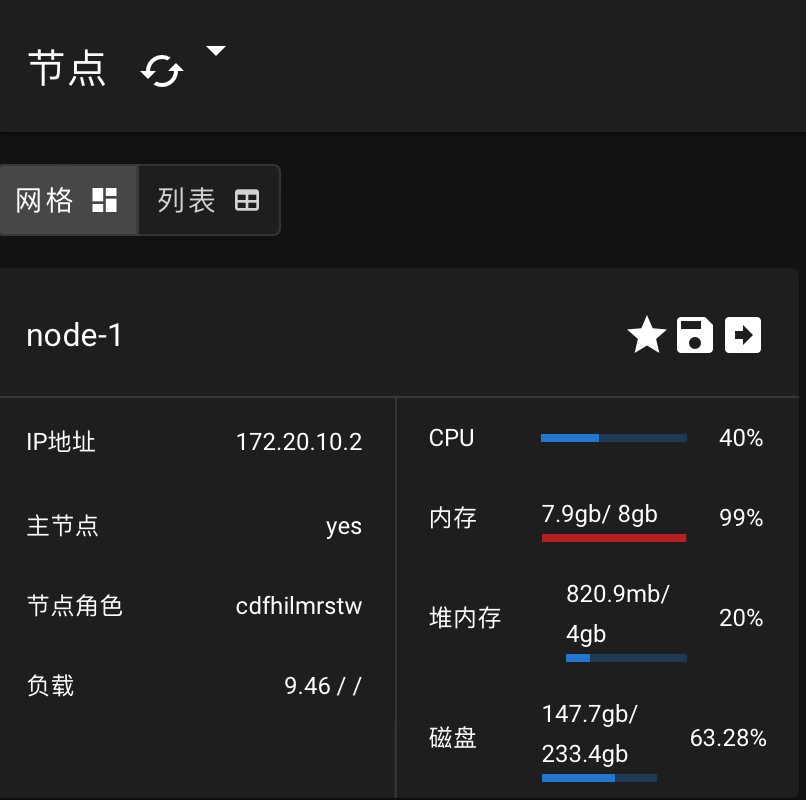 节点
网格 列表
node-1
IP地址 172.20.10.2
主节点 yes
节点角色 cdfhilmrstw
负载 9.46 / /
CPU 40%
内存 7.9gb/ 8gb 99%
堆内存 820.9mb/
4gb 20%
磁盘 147.7gb/
233.4gb 63.28%